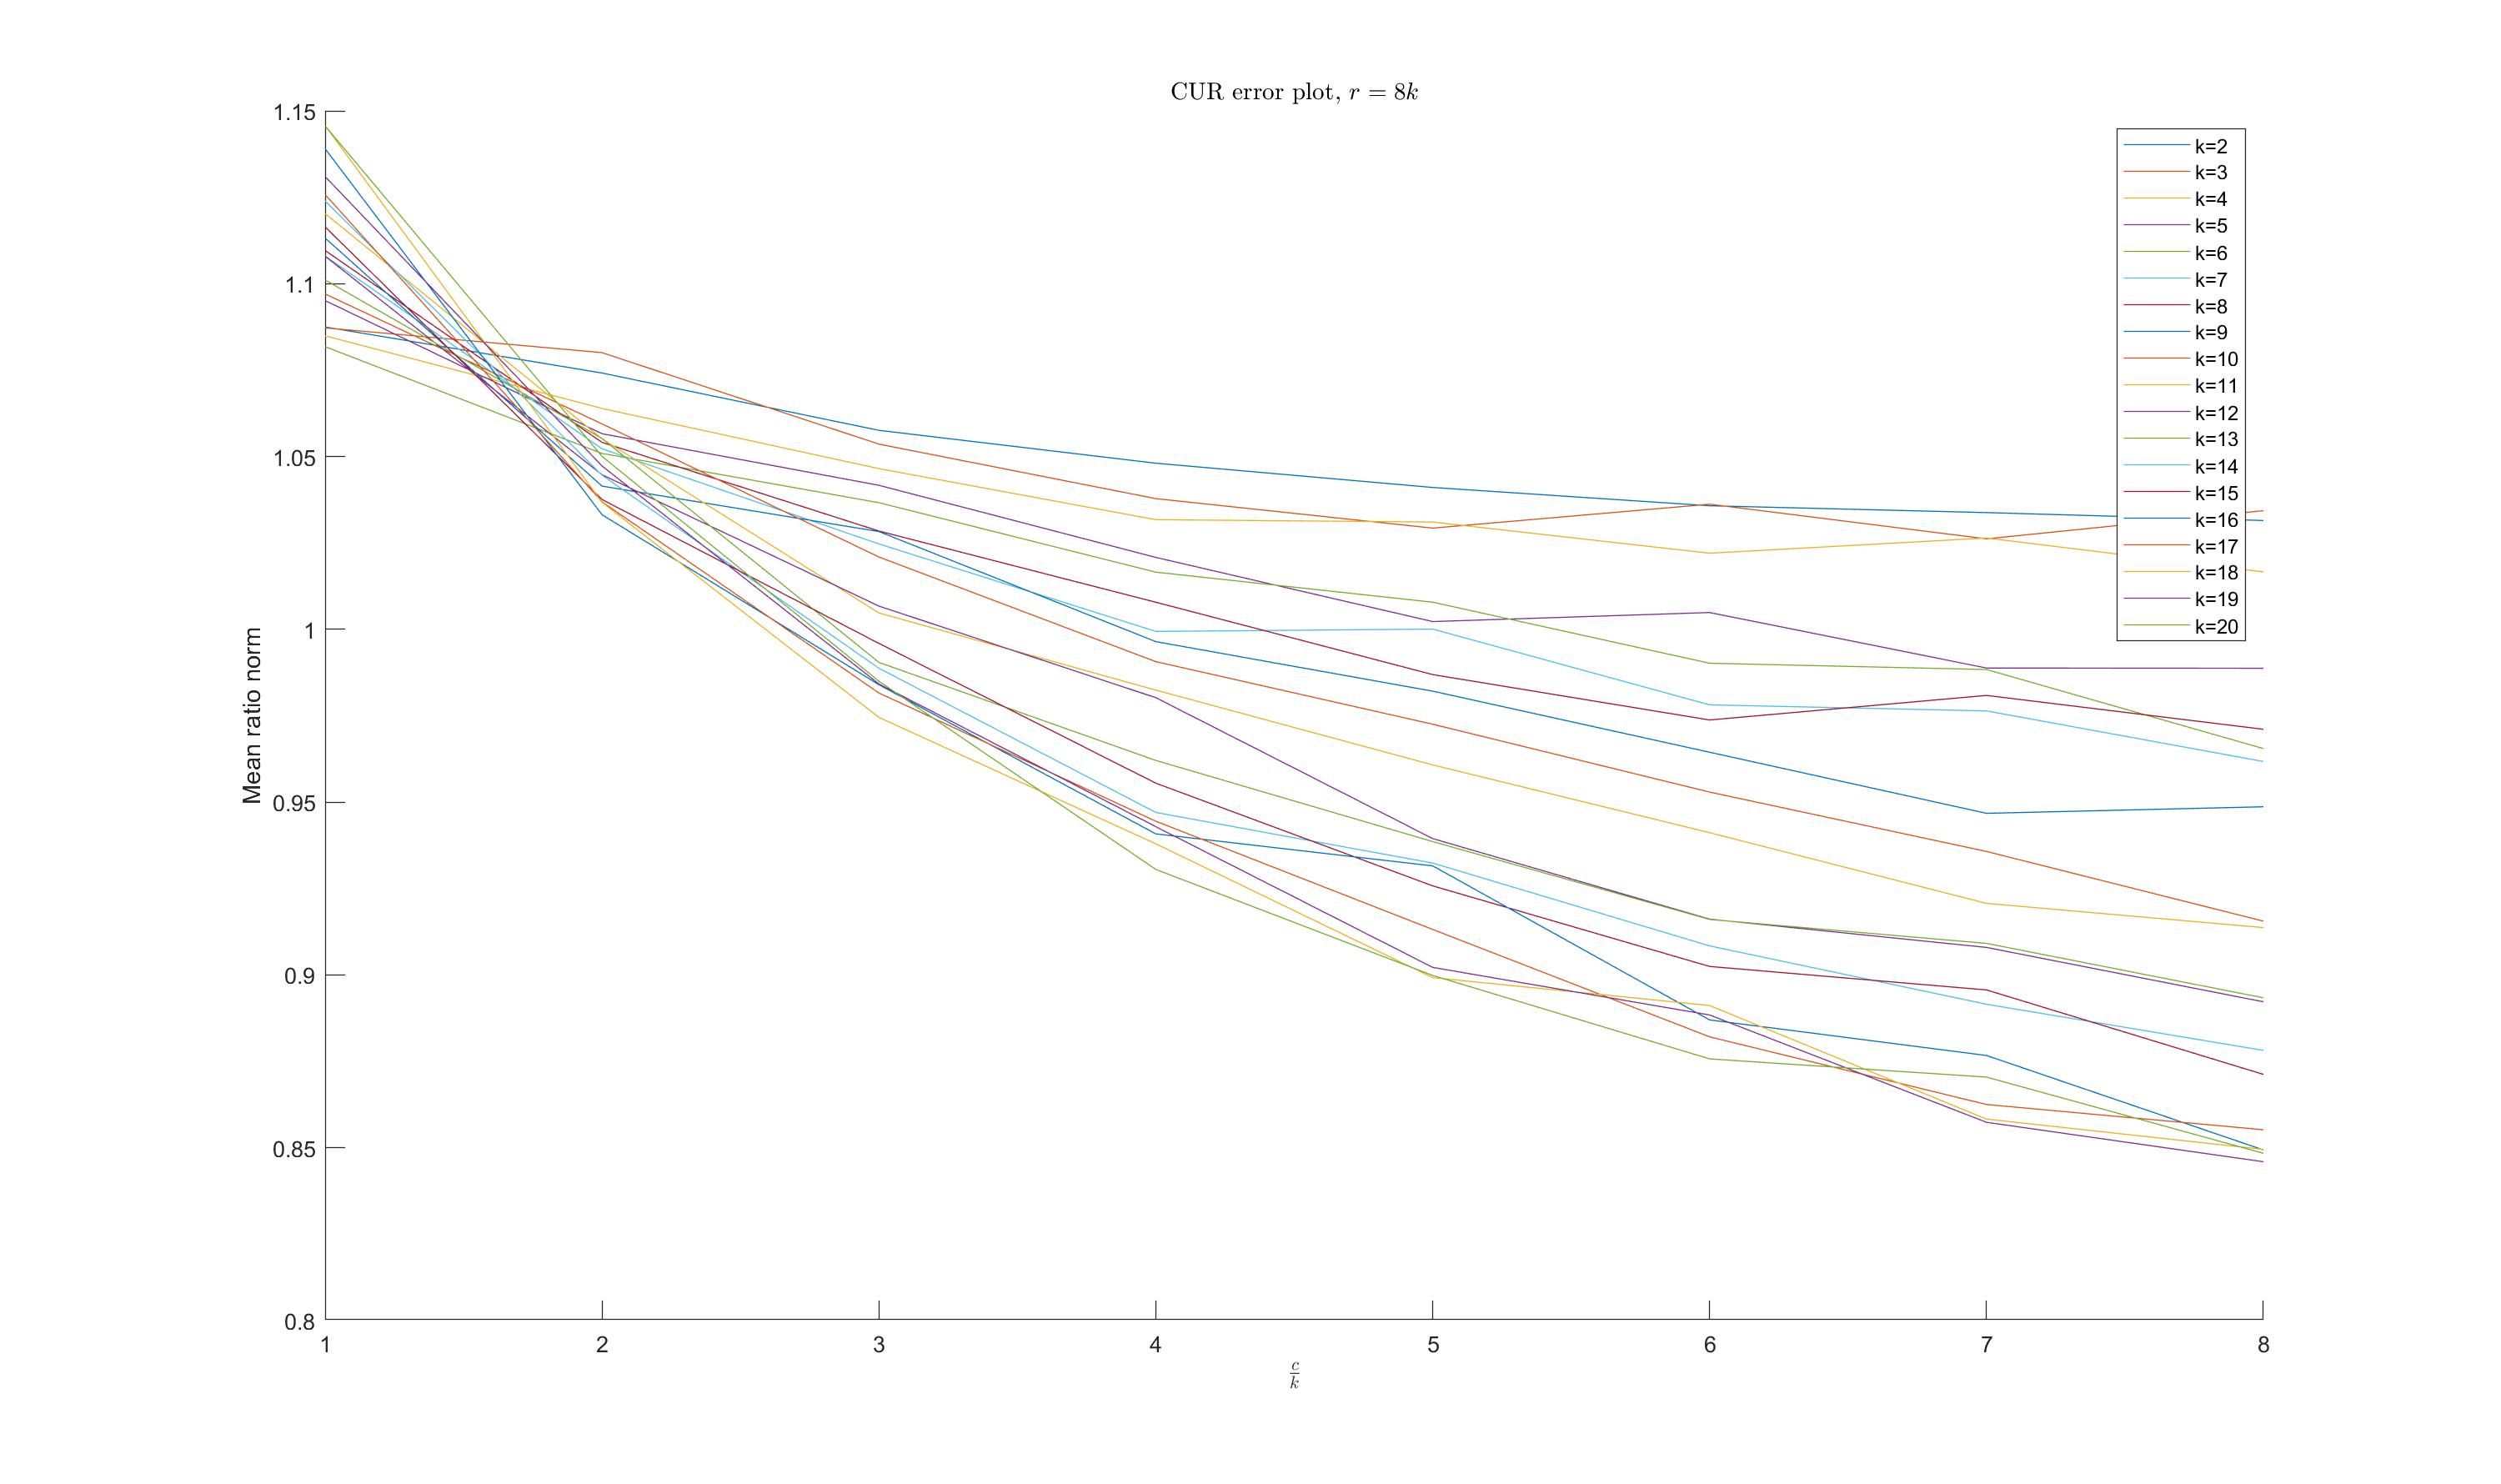 CUR error plot, r = 8k
1.15
1.1
1.05
1
0.95
0.9
0.85
0.8
Mean ratio norm
k=2
k=3
k=4
k=5
k=6
k=7
k=8
k=9
k=10
k=11
k=12
k=13
k=14
k=15
k=16
k=17
k=18
k=19
k=20
1 2 3 4 5 6 7 8
c
k